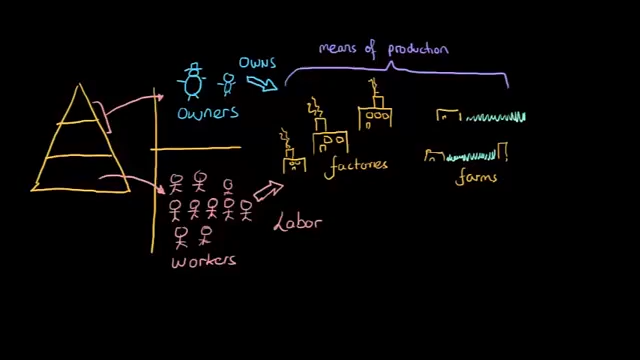 means of production
OWNS
Owners
factories
farms
Labor
Workers